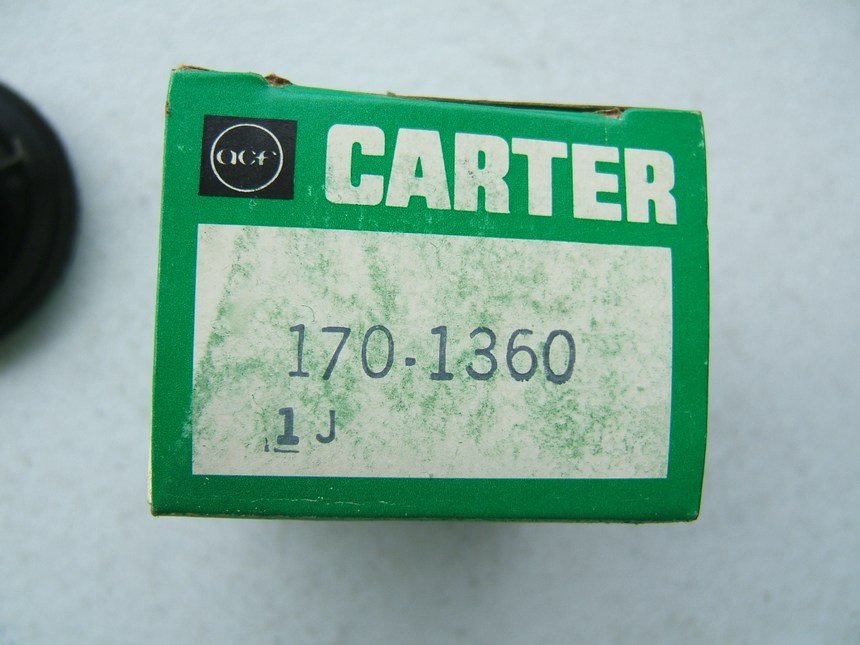 acf CARTER
170-1360
1 J